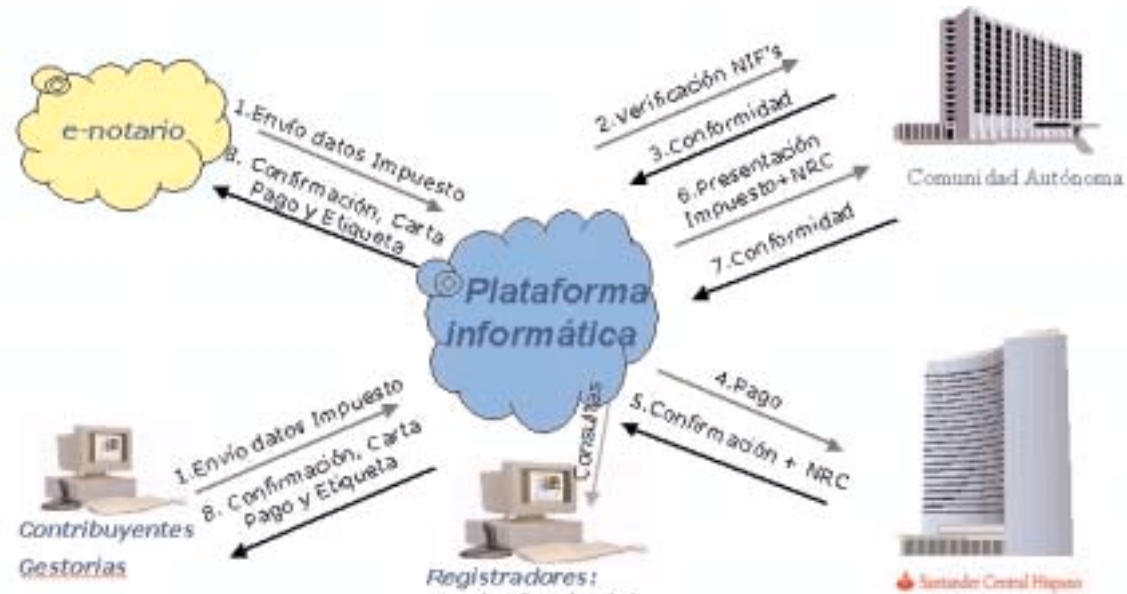 e-notario
1.Envío datos Impuesto
8. Confirmación, Carta
Pago y Etiqueta
2.Verificación NIF's
3.Conformidad
6.Presentación
Impuesto+NRC
7.Conformidad
Comunidad Autónoma
Plataforma
informática
4.Pago
5.Confirmación + NRC
Consultas
1.Envío datos Impuesto
8. Confirmación, Carta
Pago y Etiqueta
Contribuyentes
Gestorias
Registradores:
Santander Central Hispano